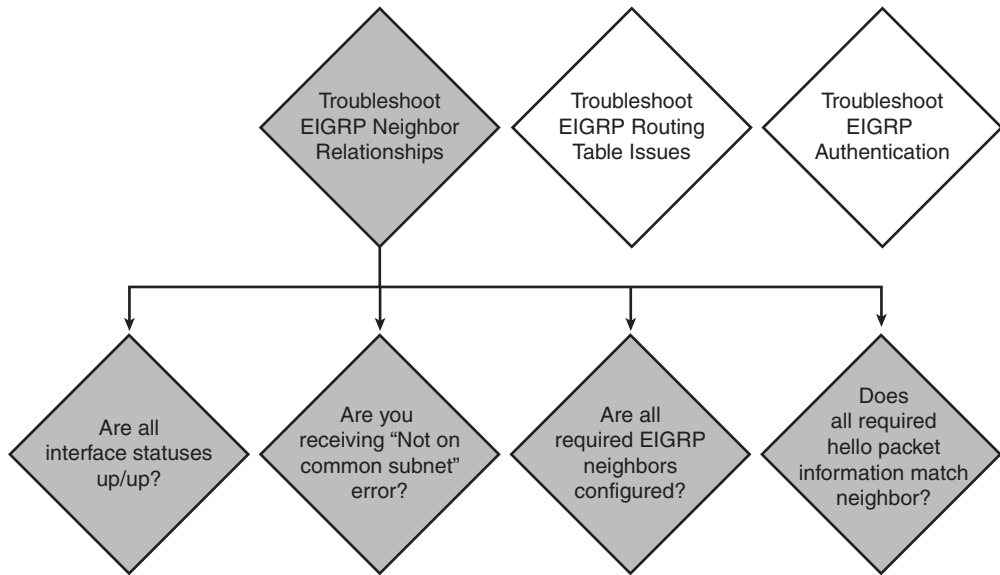 Troubleshoot
EIGRP Neighbor
Relationships
Troubleshoot
EIGRP Routing
Table Issues
Troubleshoot
EIGRP
Authentication
Are all
interface statuses
up/up?
Are you
receiving “Not on
common subnet”
error?
Are all
required EIGRP
neighbors
configured?
Does
all required
hello packet
information match
neighbor?